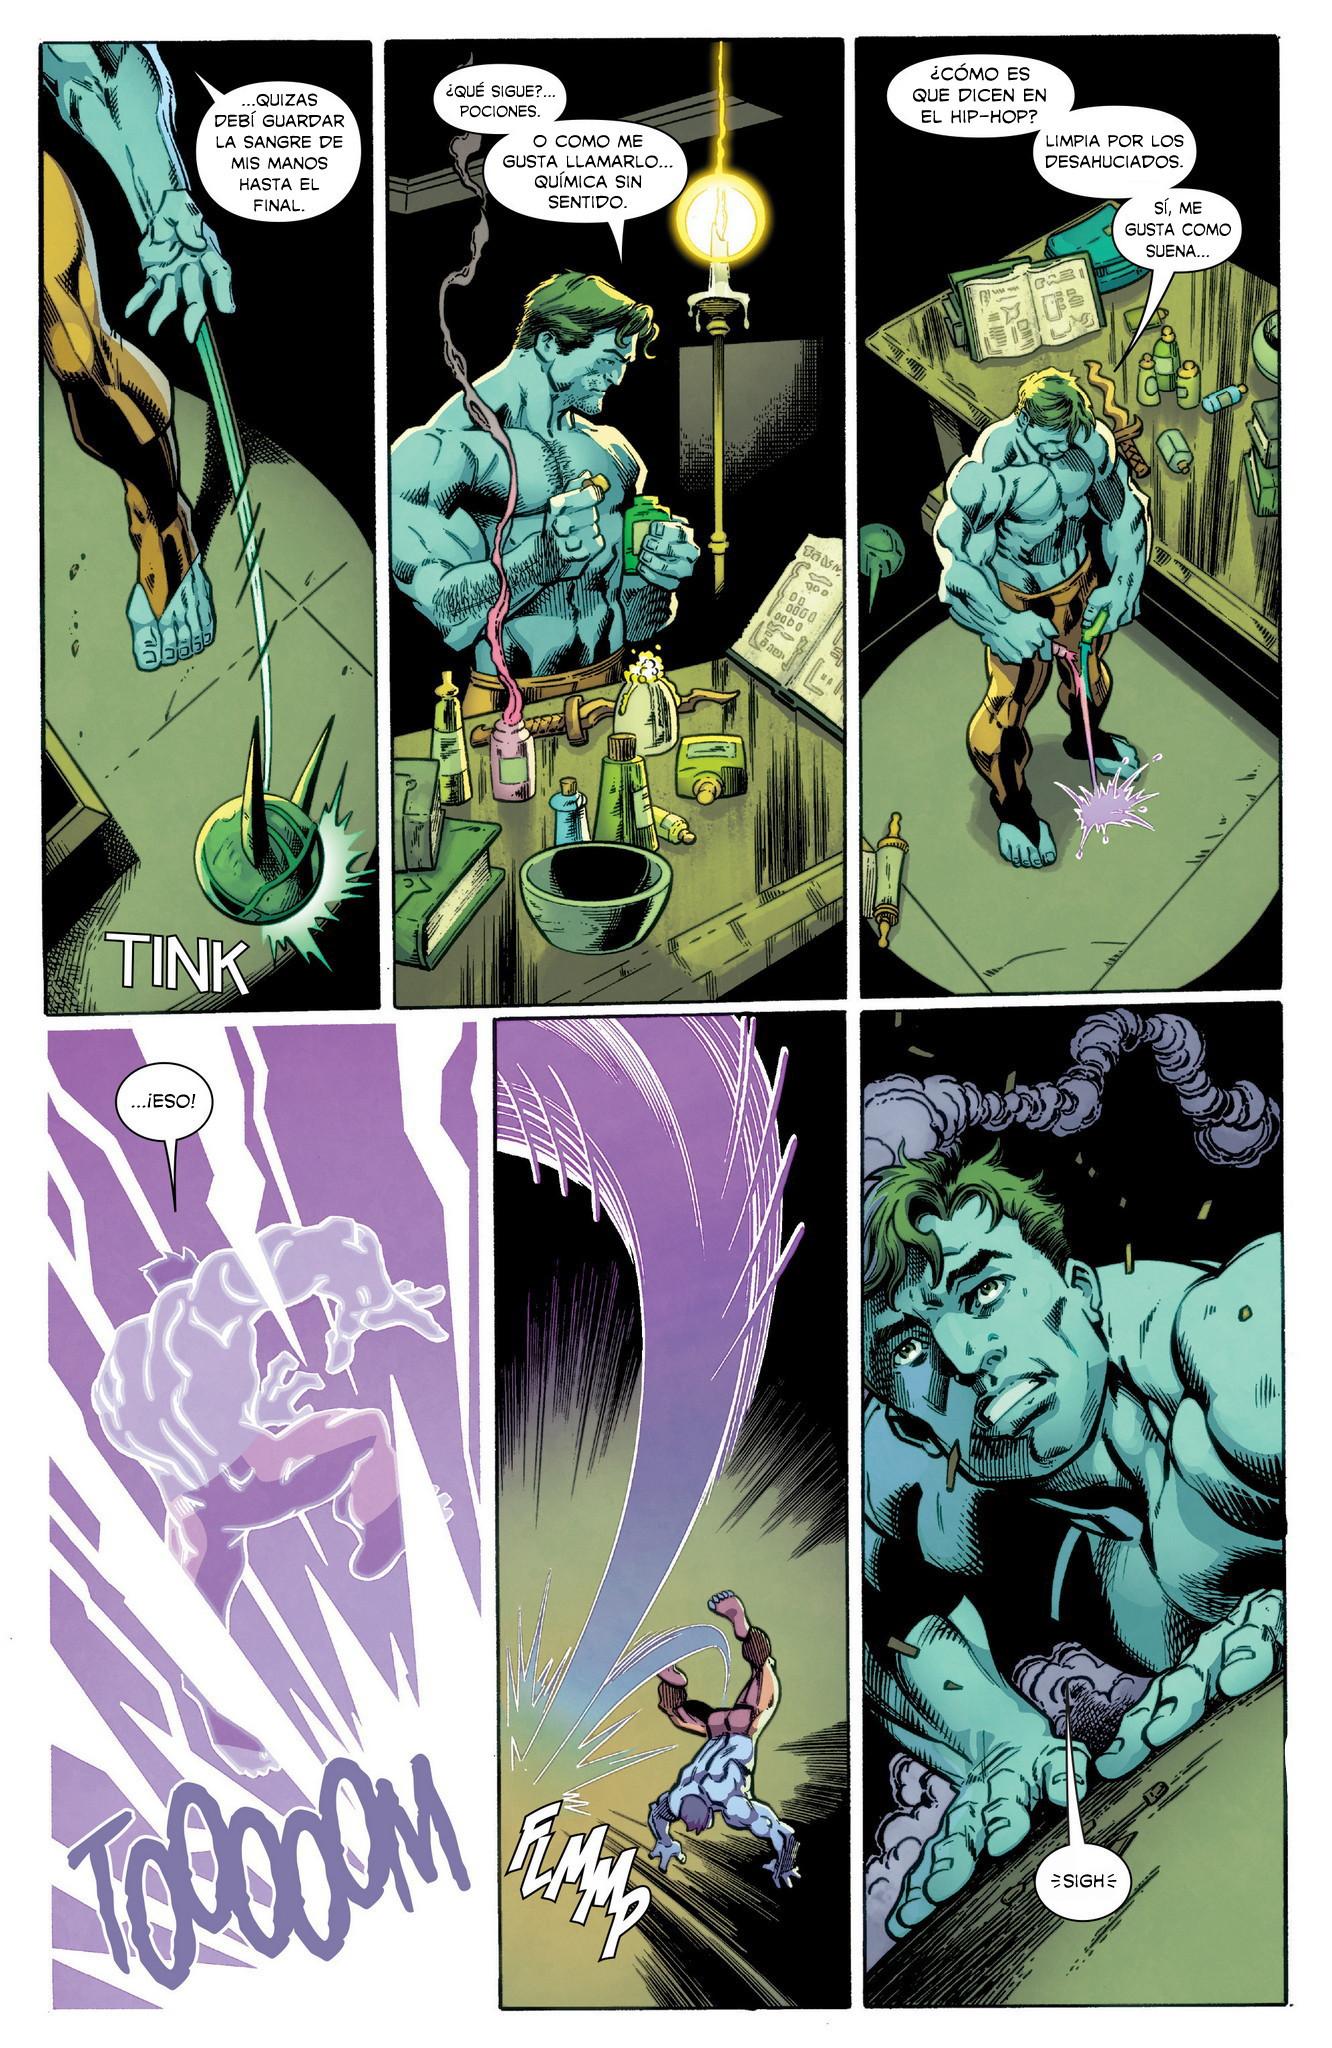 ...QUIZAS
DEBÍ GUARDAR
LA SANGRE DE
MIS MANOS
HASTA EL
FINAL.
TINK
¿QUÉ SIGUE?...
POCIONES.
O COMO ME
GUSTA LLAMARLO...
QUÍMICA SIN
SENTIDO.
¿CÓMO ES
QUE DICEN EN
EL HIP-HOP?
LIMPIA POR LOS
DESAHUCIADOS.
SÍ, ME
GUSTA COMO
SUENA...
...¡ESO!
TOOOOOM
FLMMP
SIGH